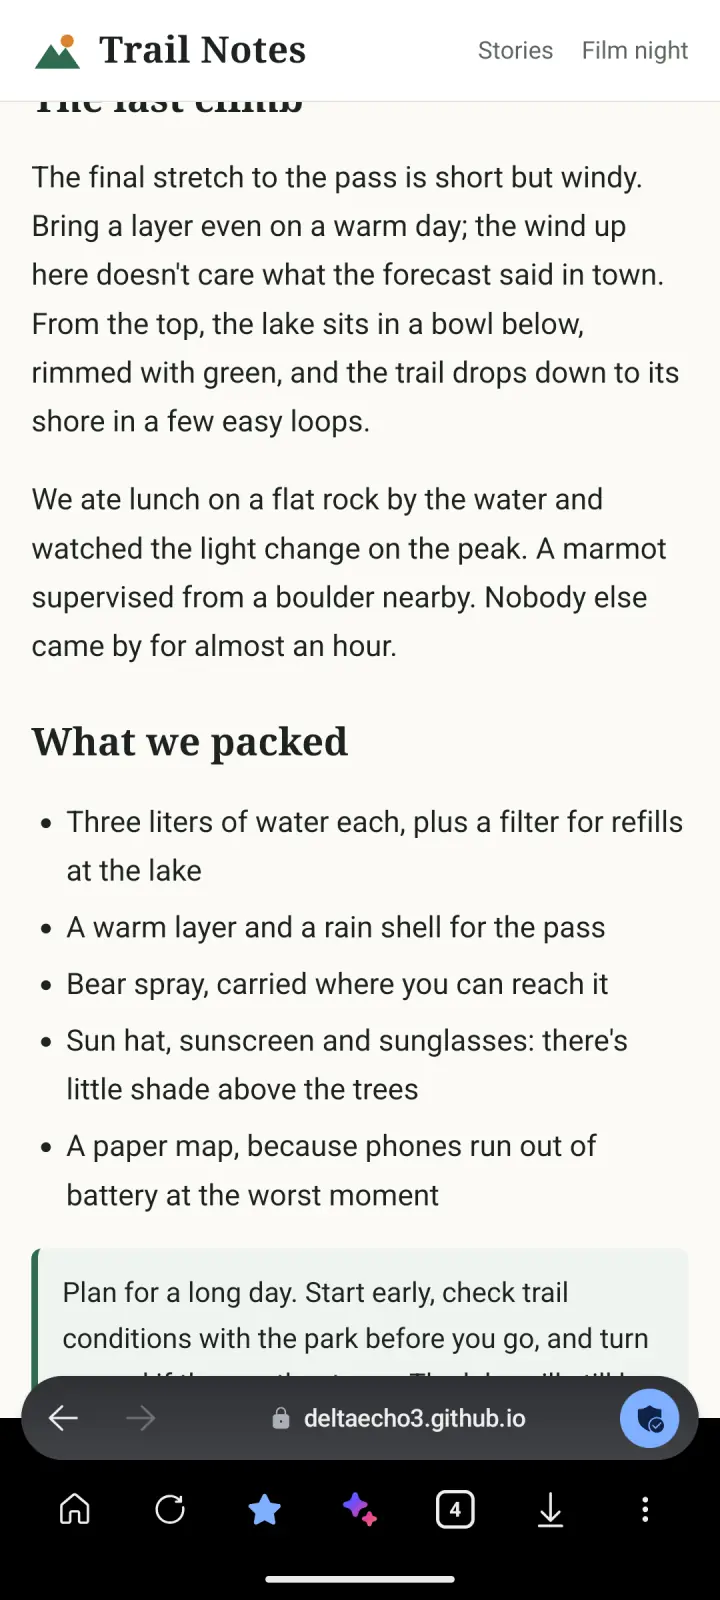 Trail Notes
Stories
Film night
The last climb
The final stretch to the pass is short but windy.
Bring a layer even on a warm day; the wind up
here doesn't care what the forecast said in town.
From the top, the lake sits in a bowl below,
rimmed with green, and the trail drops down to its
shore in a few easy loops.
We ate lunch on a flat rock by the water and
watched the light change on the peak. A marmot
supervised from a boulder nearby. Nobody else
came by for almost an hour.
What we packed
• Three liters of water each, plus a filter for refills
at the lake
• A warm layer and a rain shell for the pass
• Bear spray, carried where you can reach it
• Sun hat, sunscreen and sunglasses: there's
little shade above the trees
• A paper map, because phones run out of
battery at the worst moment
Plan for a long day. Start early, check trail
conditions with the park before you go, and turn
deltaecho3.github.io
4